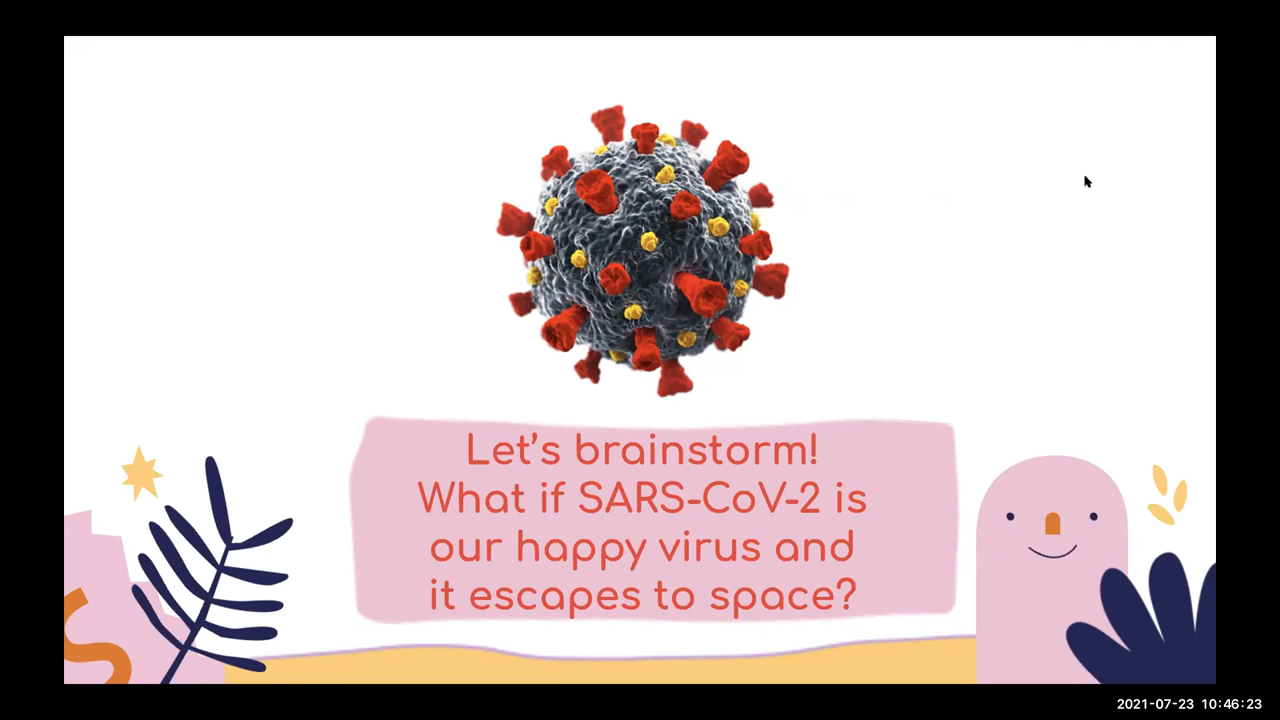 Let's brainstorm!
What if SARS-CoV-2 is
our happy virus and
it escapes to space?
S
2021-07-23 10:46:23